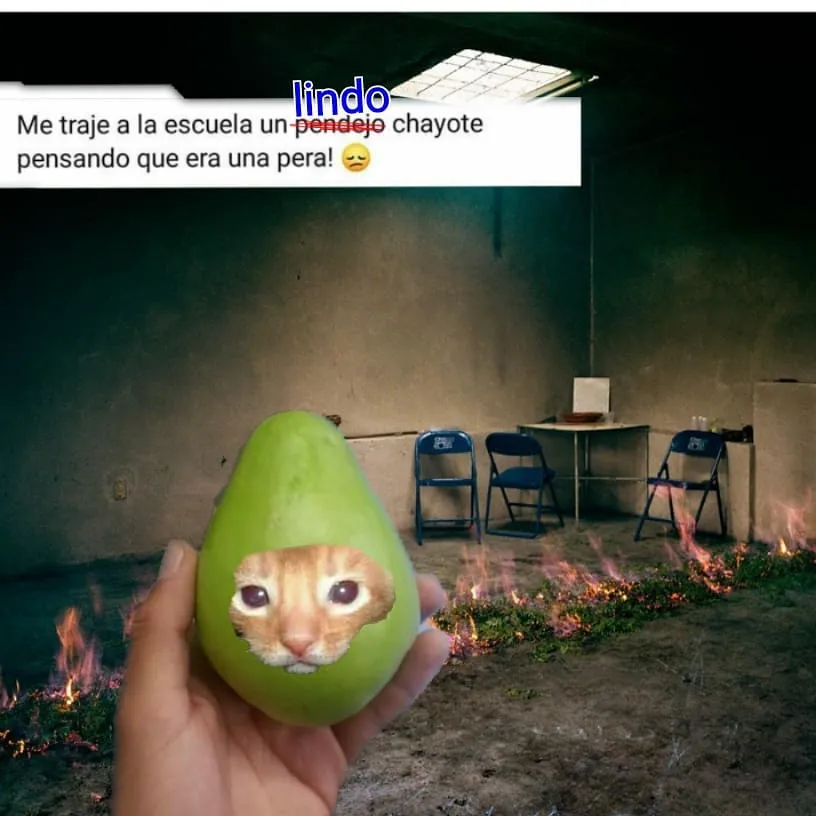 lindo
Me traje a la escuela un pendejo chayote
pensando que era una pera! 😞